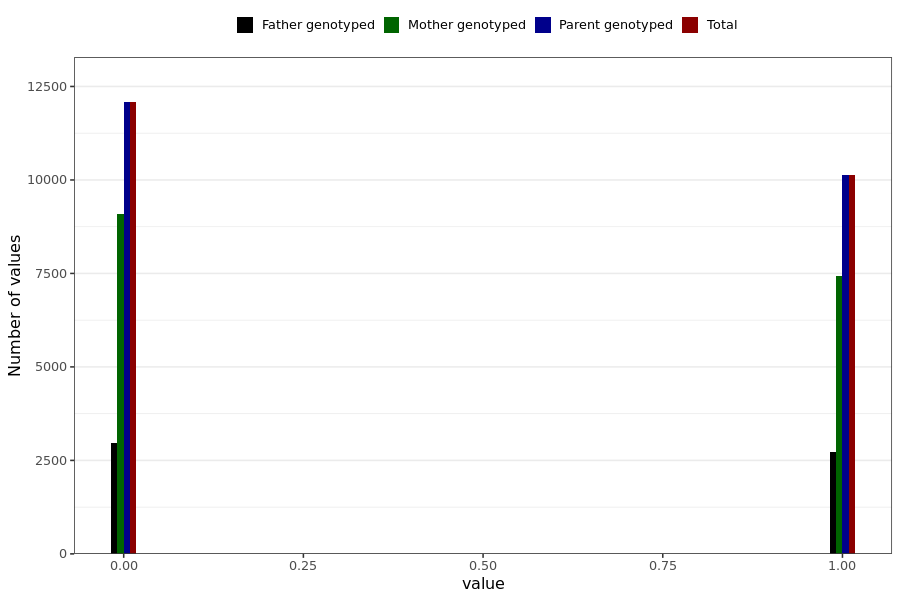 Father genotyped Mother genotyped Parent genotyped Total
12500
10000
7500
5000
2500
0
Number of values
0.00 0.25 0.50 0.75 1.00
value